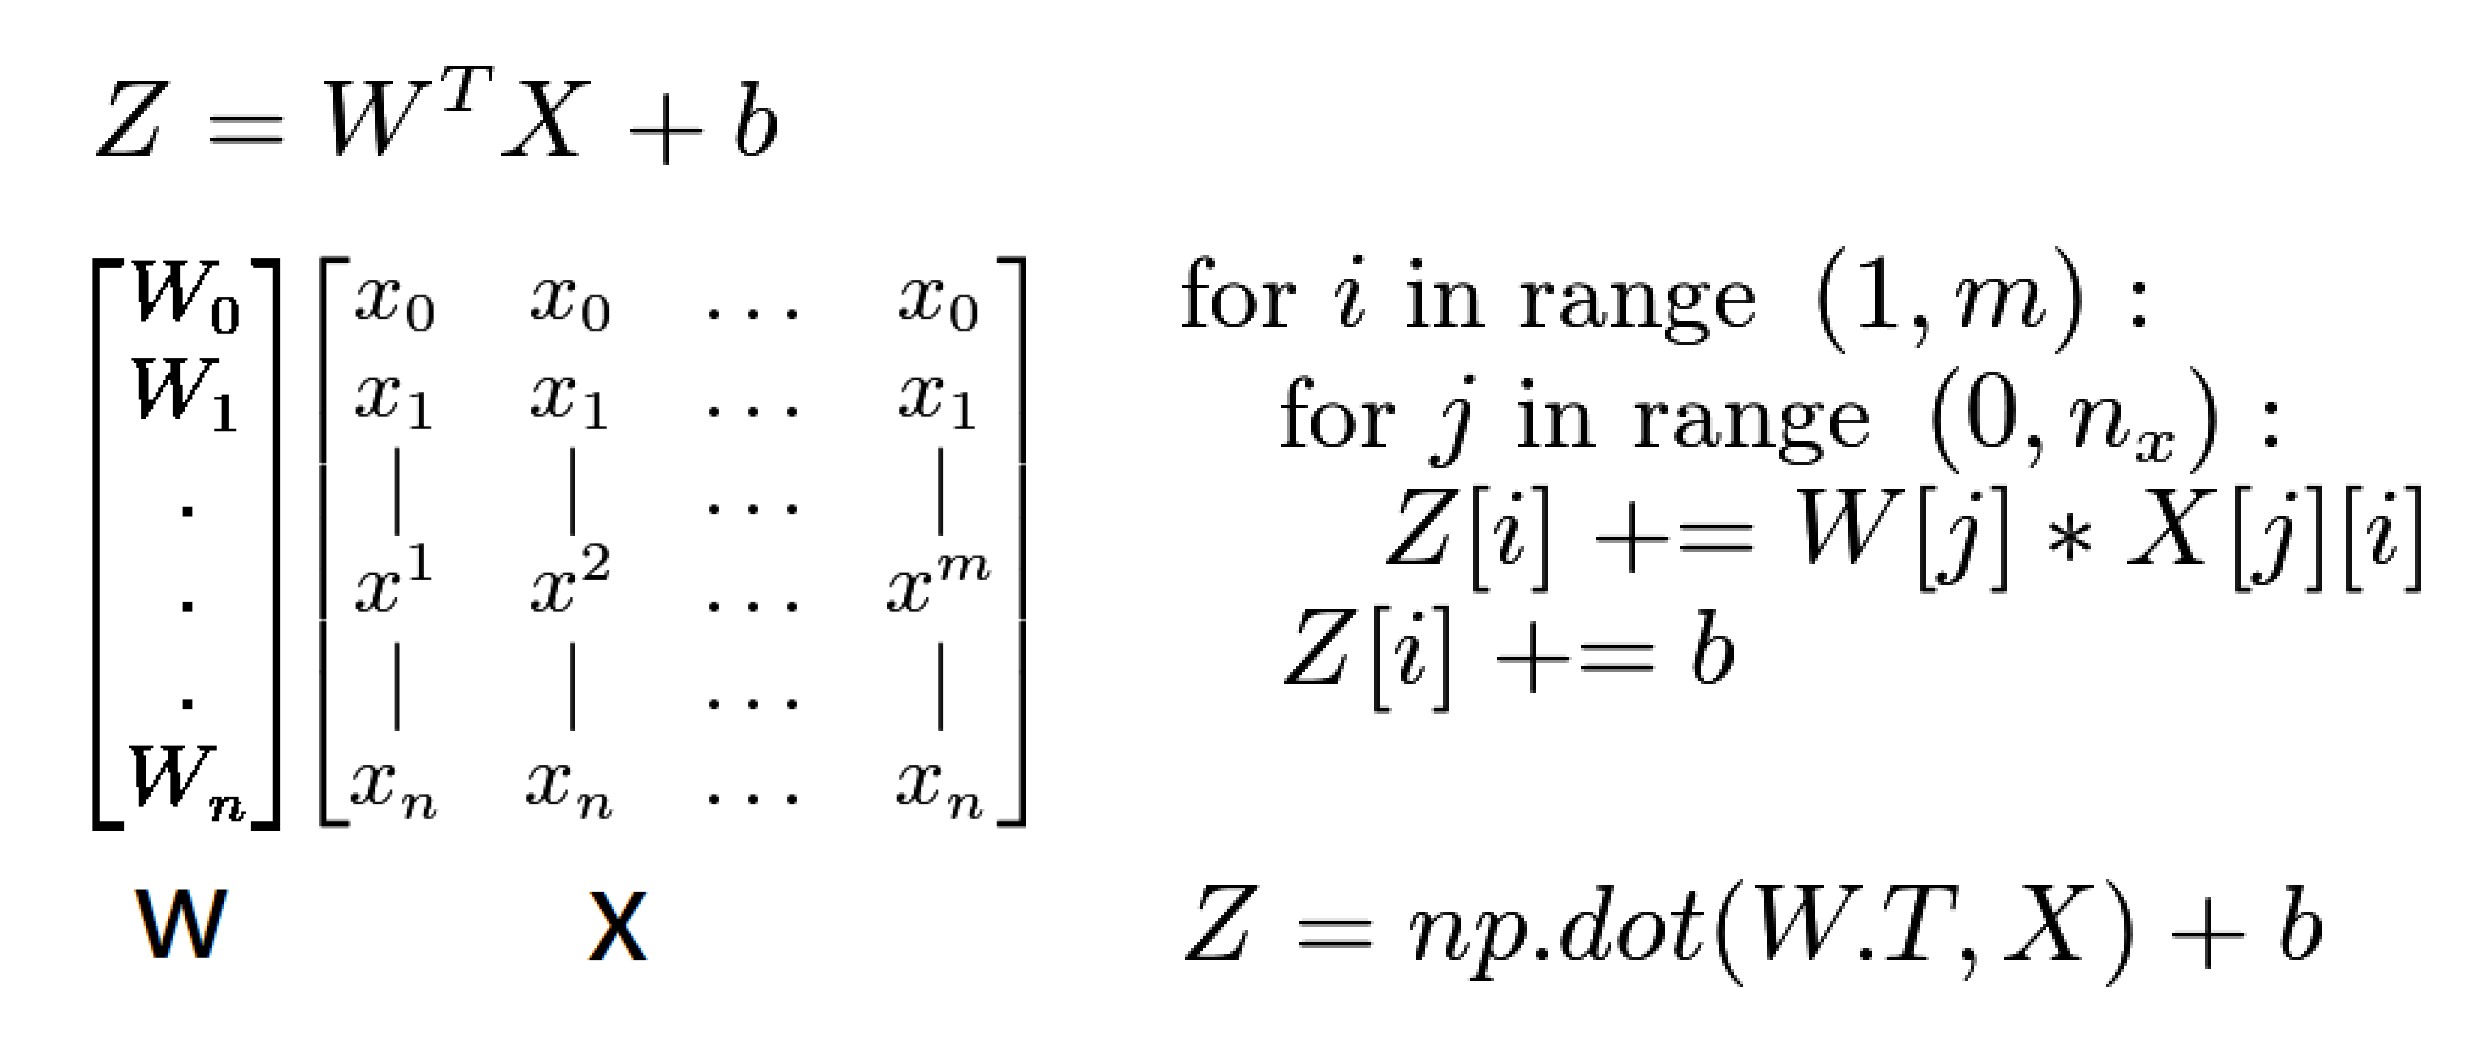 Z = W^T X + b
W_0 x_0 x_0 ... x_0
W_1 x_1 x_1 ... x_1
. | | ... |
. x^1 x^2 ... x^m
. | | ... |
W_n x_n x_n ... x_n
W X
for i in range (1, m) :
for j in range (0, n_x) :
Z[i] += W[j] * X[j][i]
Z[i] += b
Z = np.dot(W.T, X) + b